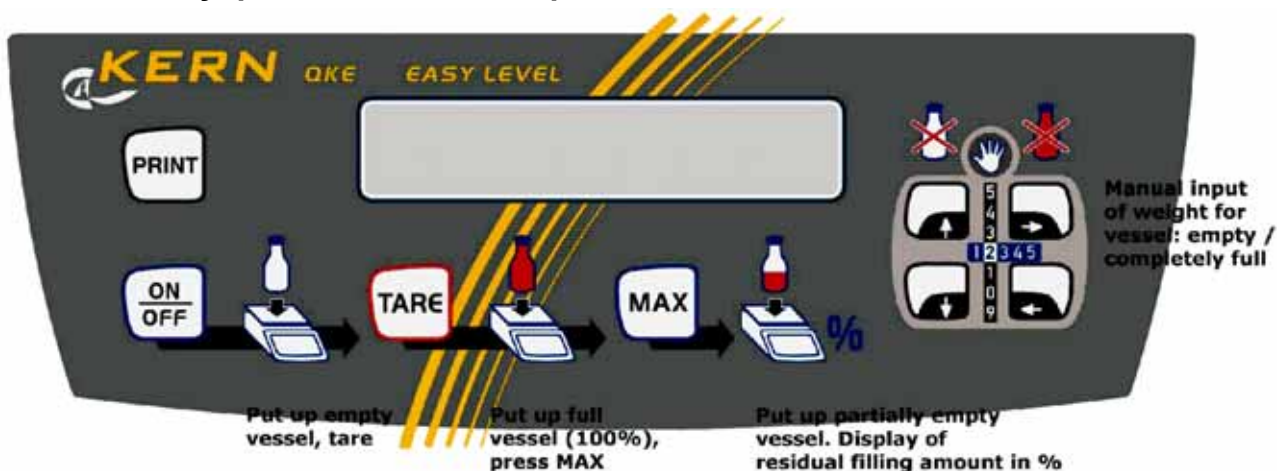 KERN QKE EASY LEVEL
PRINT
5
4
3
1 2 3 4 5
1
0
9
Manual input
of weight for
vessel: empty /
completely full
ON
OFF
TARE
MAX
%
Put up empty
vessel, tare
Put up full
vessel (100%),
press MAX
Put up partially empty
vessel. Display of
residual filling amount in %